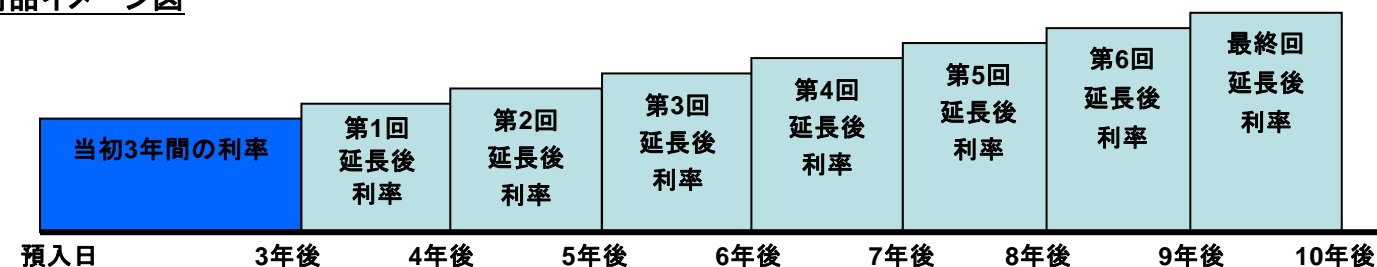 商品イメージ図
当初3年間の利率
第1回
延長後
利率
第2回
延長後
利率
第3回
延長後
利率
第4回
延長後
利率
第5回
延長後
利率
第6回
延長後
利率
最終回
延長後
利率
預入日 3年後 4年後 5年後 6年後 7年後 8年後 9年後 10年後